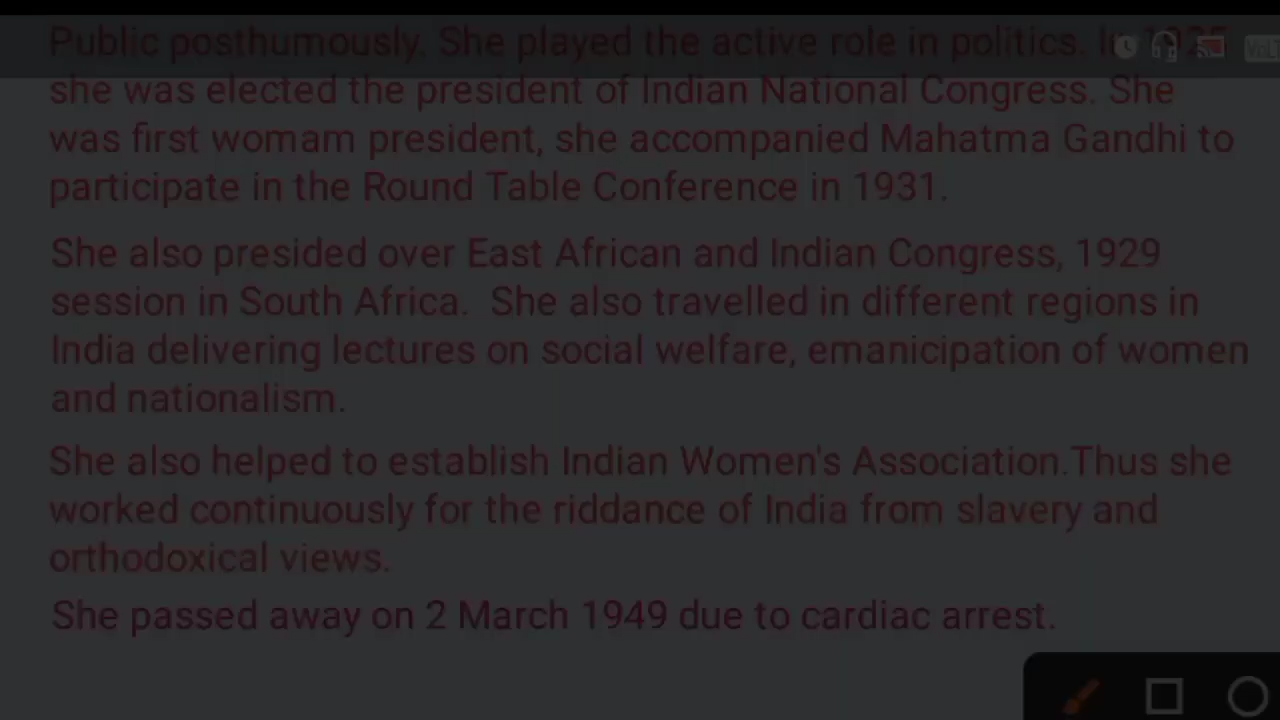 Public posthumously, She played the active role in politics. In 1925
she was elected the president of Indian National Congress. She
was first womam president, she accompanied Mahatma Gandhi to
participate in the Round Table Conference in 1931.
She also presided over East African and Indian Congress, 1929
session in South Africa. She also travelled in different regions in
India delivering lectures on social welfare, emanicipation of women
and nationalism.
She also helped to establish Indian Women's Association.Thus she
worked continuously for the riddance of India from slavery and
orthodoxical views.
She passed away on 2 March 1949 due to cardiac arrest.